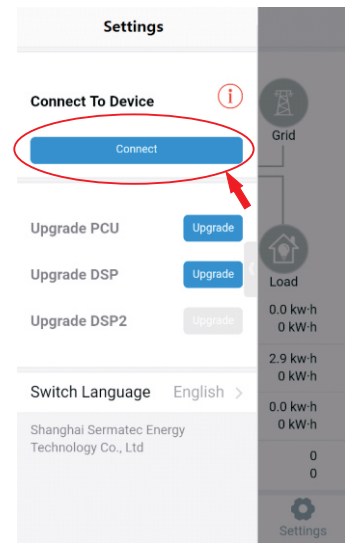 Settings
Connect To Device
i
Connect
Upgrade PCU
Upgrade
Upgrade DSP
Upgrade
Upgrade DSP2
Upgrade
Switch Language English >
Shanghai Sermatec Energy
Technology Co., Ltd
Grid
Load
0.0 kw·h
0 kW·h
2.9 kw·h
0 kW·h
0.0 kw·h
0 kW·h
0
0
Settings